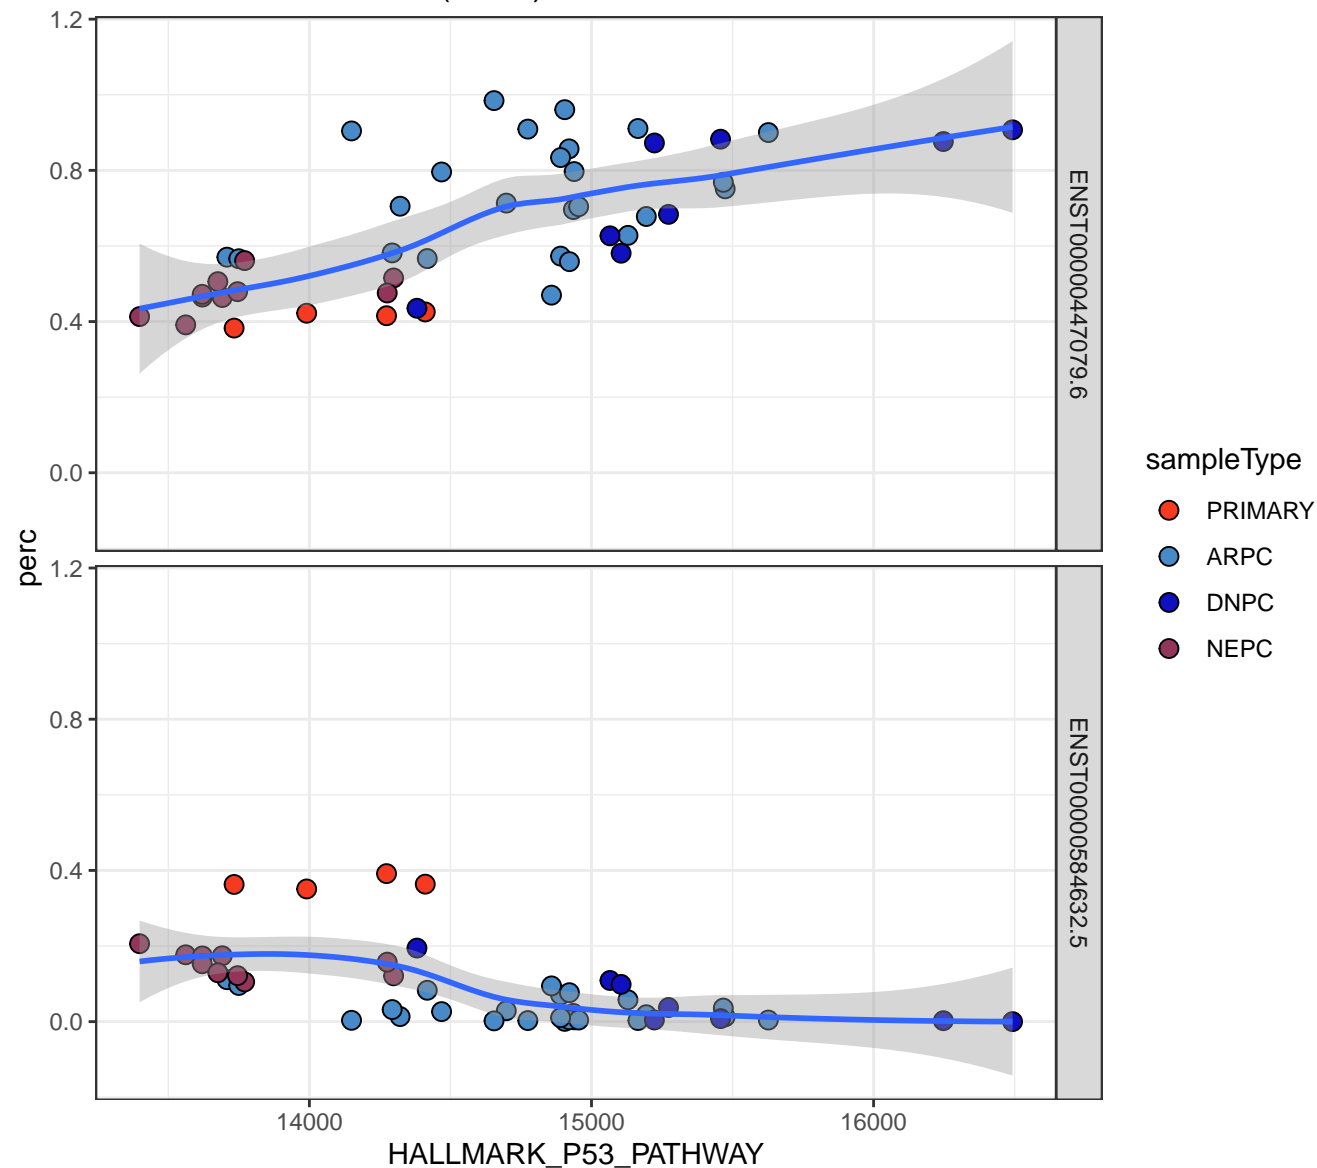 1.2
0.8
0.4
0.0
ENST00000447079.6
1.2
0.8
0.4
0.0
ENST00000584632.5
perc
14000
15000
16000
HALLMARK_P53_PATHWAY
sampleType
PRIMARY
ARPC
DNPC
NEPC